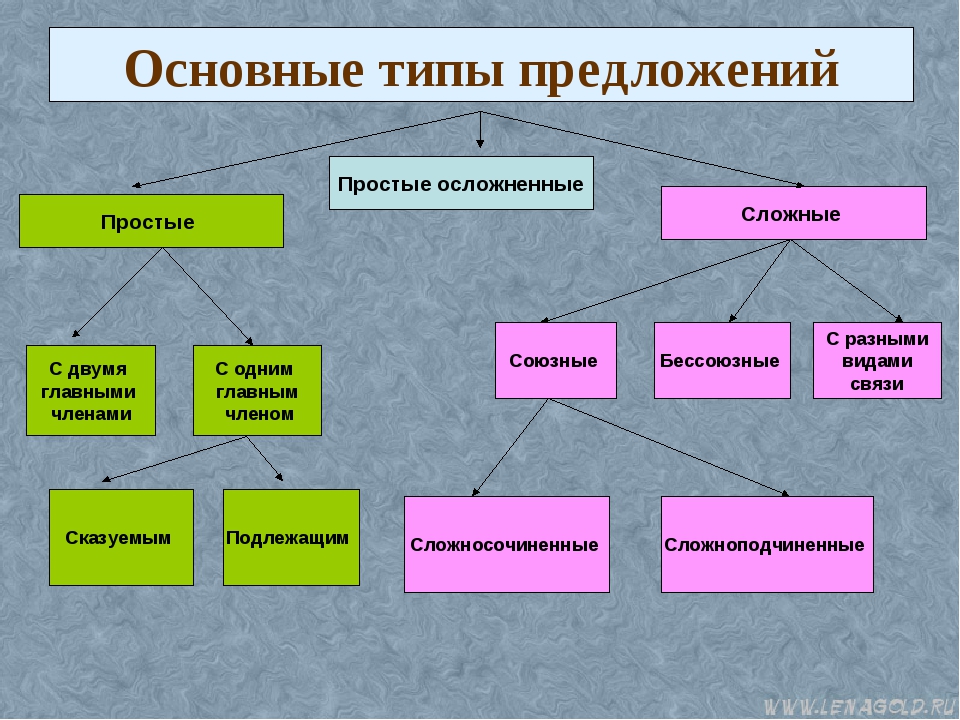 Основные типы предложений
Простые осложненные
Простые
Сложные
С двумя
главными
членами
С одним
главным
членом
Союзные
Бессоюзные
С разными
видами
связи
Сказуемым
Подлежащим
Сложносочиненные
Сложноподчиненные
WWW.LENAGOLD.RU